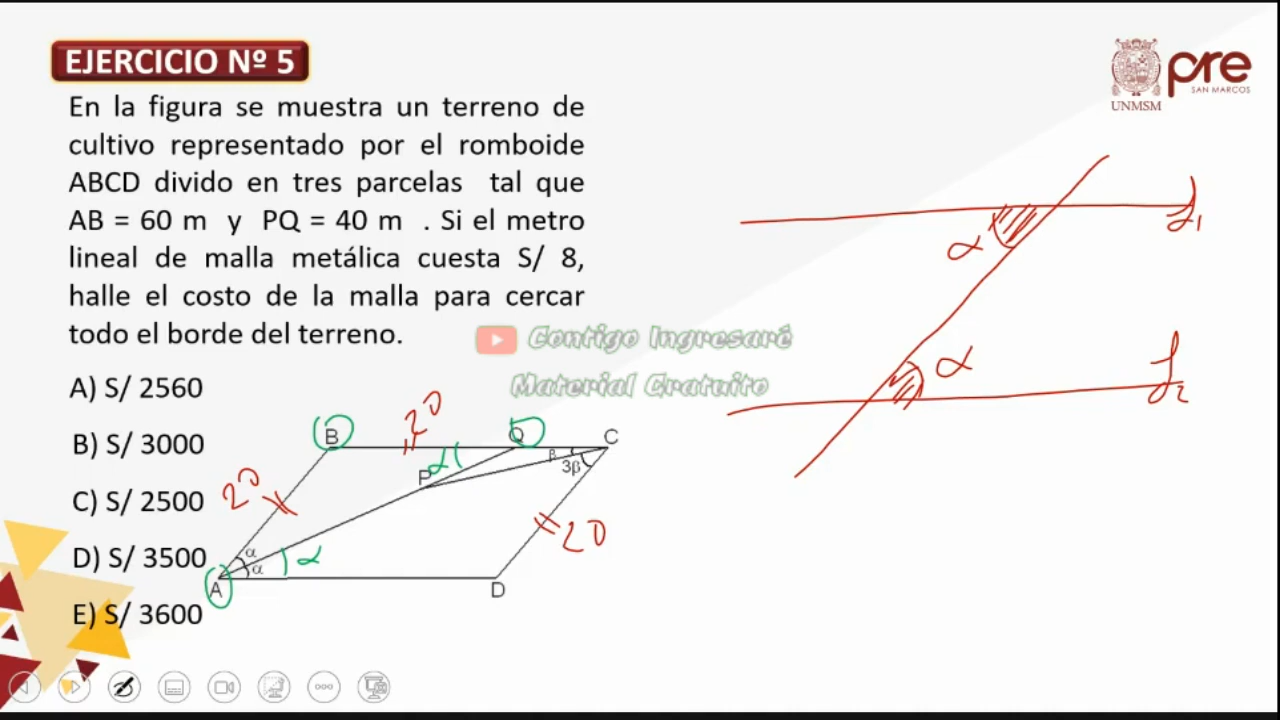 EJERCICIO Nº 5
pre
SAN MARCOS
UNMSM
En la figura se muestra un terreno de
cultivo representado por el romboide
ABCD divido en tres parcelas tal que
AB = 60 m y PQ = 40 m . Si el metro
lineal de malla metálica cuesta S/ 8,
halle el costo de la malla para cercar
todo el borde del terreno.
Contigo Ingresaré
Material Gratuito
A) S/ 2560
B) S/ 3000
C) S/ 2500
D) S/ 3500
E) S/ 3600
B
20
Q
C
α
β
3β
P
20
20
α
α
α
A
D
α
α